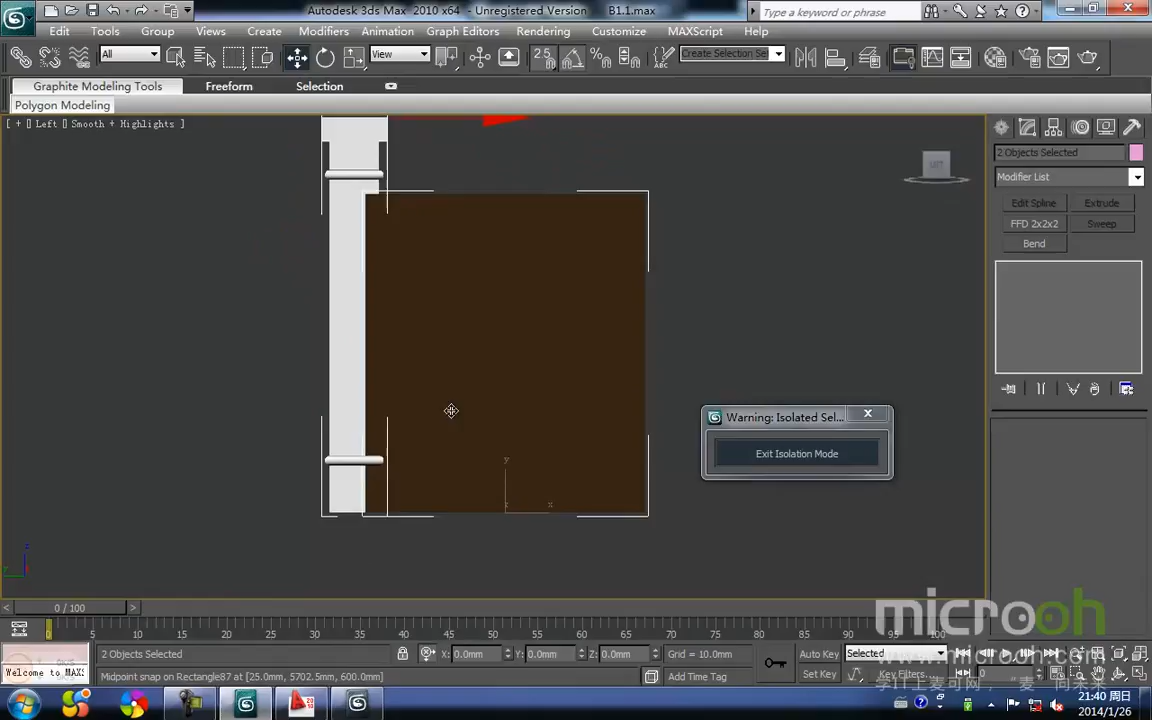 Autodesk 3ds Max  2010 x64  - Unregistered Version    B1.1.max
Type a keyword or phrase
Edit Tools Group Views Create Modifiers Animation Graph Editors Rendering Customize MAXScript Help
All
View
2.5
Create Selection Se
Graphite Modeling Tools Freeform Selection
Polygon Modeling
[ + ] Left [] Smooth + Highlights ]
LEFT
2 Objects Selected
Modifier List
Edit Spline Extrude
FFD 2x2x2 Sweep
Bend
Warning: Isolated Sel...
Exit Isolation Mode
y
x
z
0 / 100
0 5 10 15 20 25 30 35 40 45 50 55 60 65 70 75 80 85 90 95 100
microoh
www.microoh.com
2 Objects Selected X: 0.0mm Y: 0.0mm Z: 0.0mm Grid = 10.0mm Auto Key Selected
Welcome to MAX: Midpoint snap on Rectangle87 at [25.0mm, 5702.5mm, 600.0mm] Add Time Tag Set Key Key Filters... 0
21:40 周日
2014/1/26